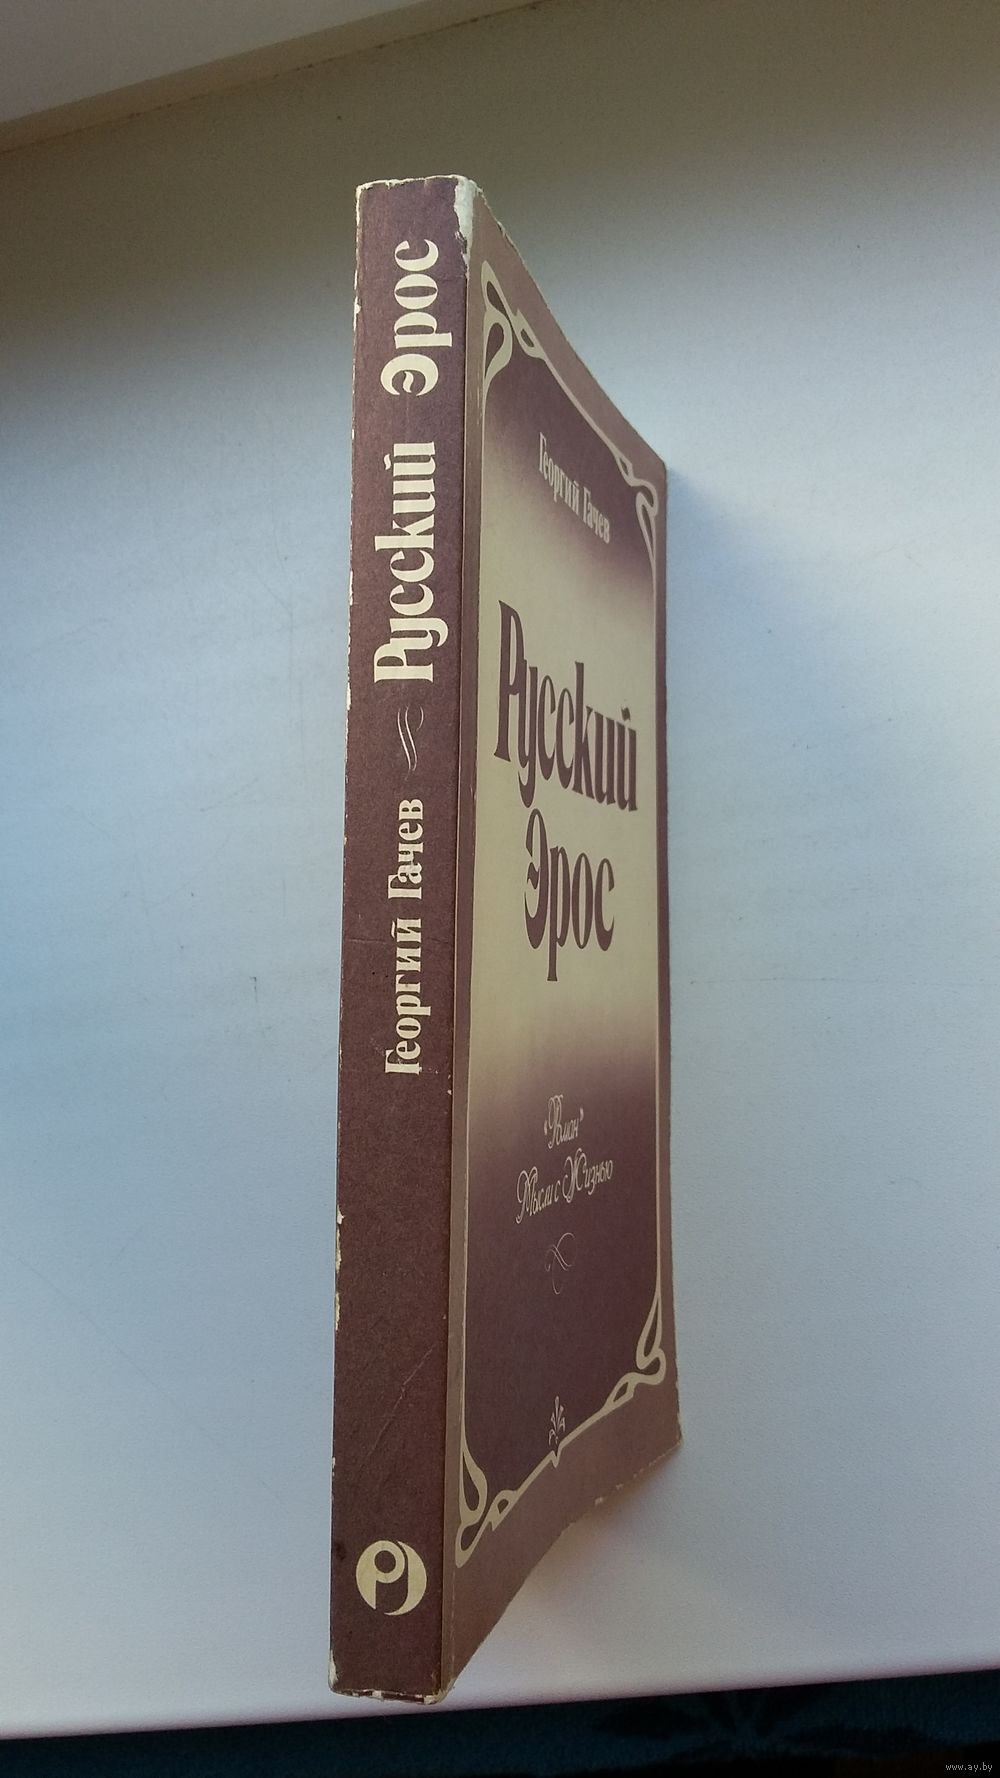 Георгий Гачев Русский Эрос
Георгий Гачев
Русский
Эрос
"Роман"
Мысли с Жизнью
www.ay.by